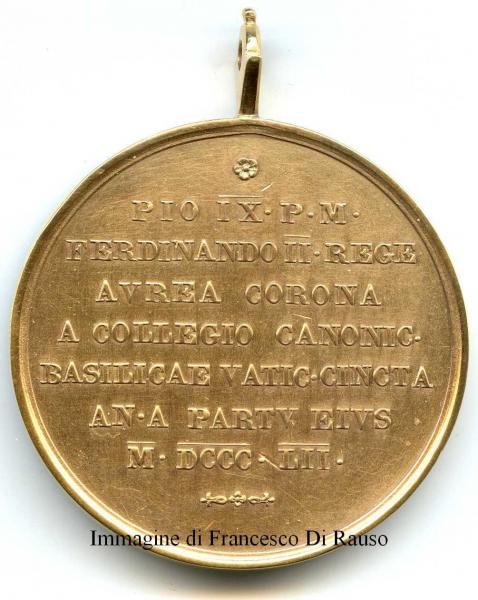 PIO IX · P · M ·
FERDINANDO II · REGE
AVREA CORONA
A COLLEGIO CANONIC ·
BASILICAE VATIC · CINCTA
AN · A PARTV EIVS
M · DCCC · LII ·
Immagine di Francesco Di Rauso